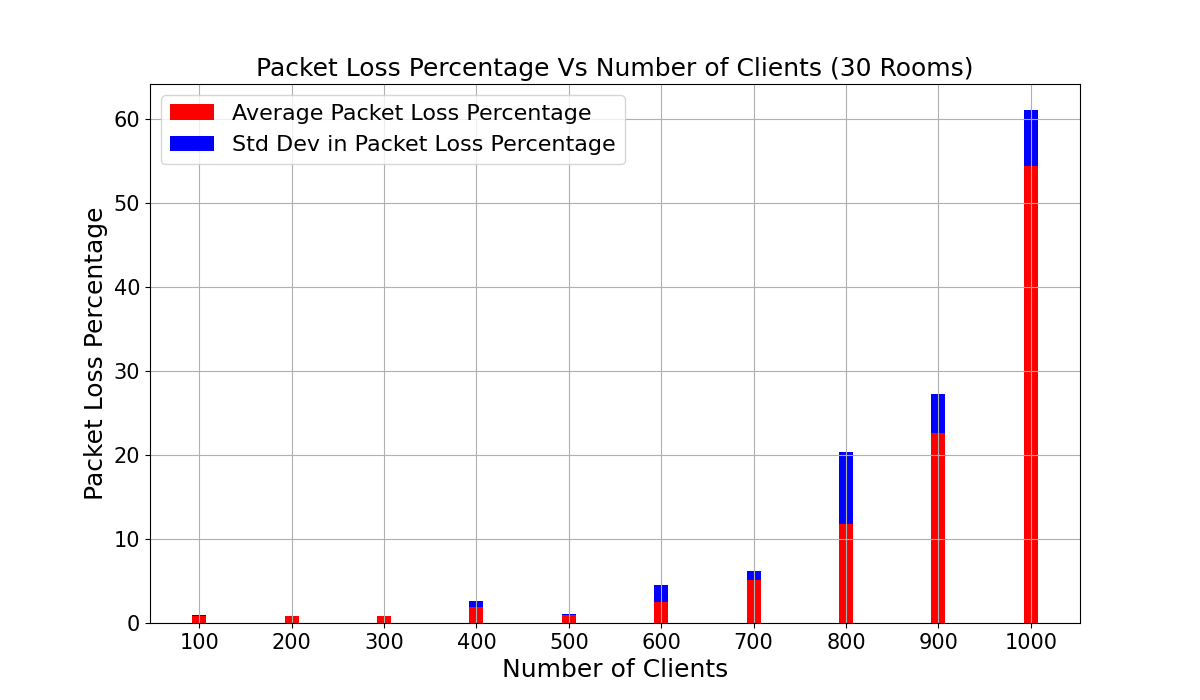 Packet Loss Percentage Vs Number of Clients (30 Rooms)
Average Packet Loss Percentage
Std Dev in Packet Loss Percentage
Packet Loss Percentage
60
50
40
30
20
10
0
100 200 300 400 500 600 700 800 900 1000
Number of Clients